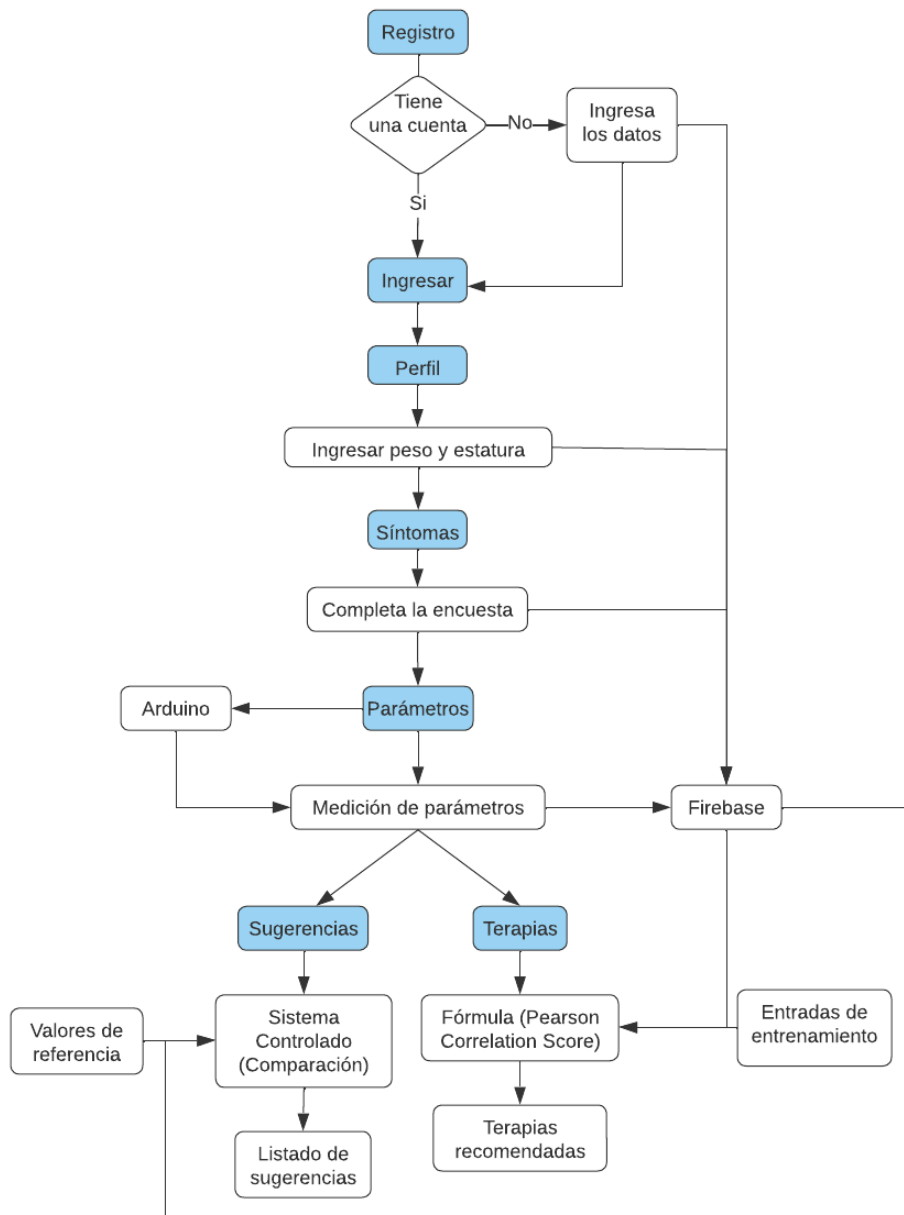 Registro
Tiene
una cuenta
No
Ingresa
los datos
Si
Ingresar
Perfil
Ingresar peso y estatura
Síntomas
Completa la encuesta
Arduino
Parámetros
Medición de parámetros
Firebase
Sugerencias
Terapias
Valores de
referencia
Sistema
Controlado
(Comparación)
Fórmula (Pearson
Correlation Score)
Entradas de
entrenamiento
Listado de
sugerencias
Terapias
recomendadas